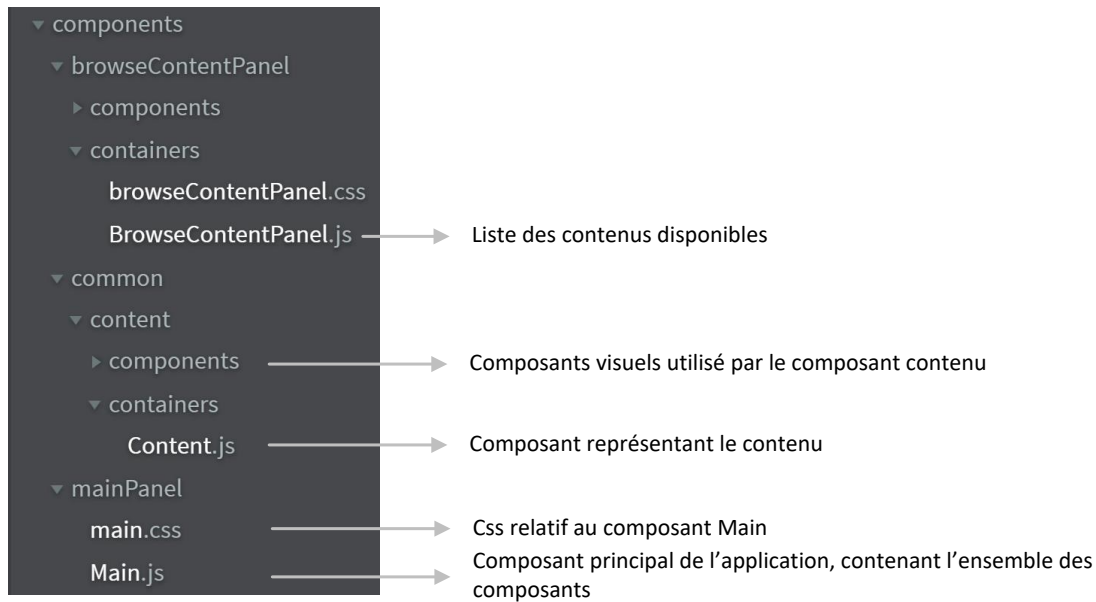 components
browseContentPanel
components
containers
browseContentPanel.css
BrowseContentPanel.js
Liste des contenus disponibles
common
content
components
Composants visuels utilisé par le composant contenu
containers
Content.js
Composant représentant le contenu
mainPanel
main.css
Css relatif au composant Main
Main.js
Composant principal de l’application, contenant l’ensemble des
composants